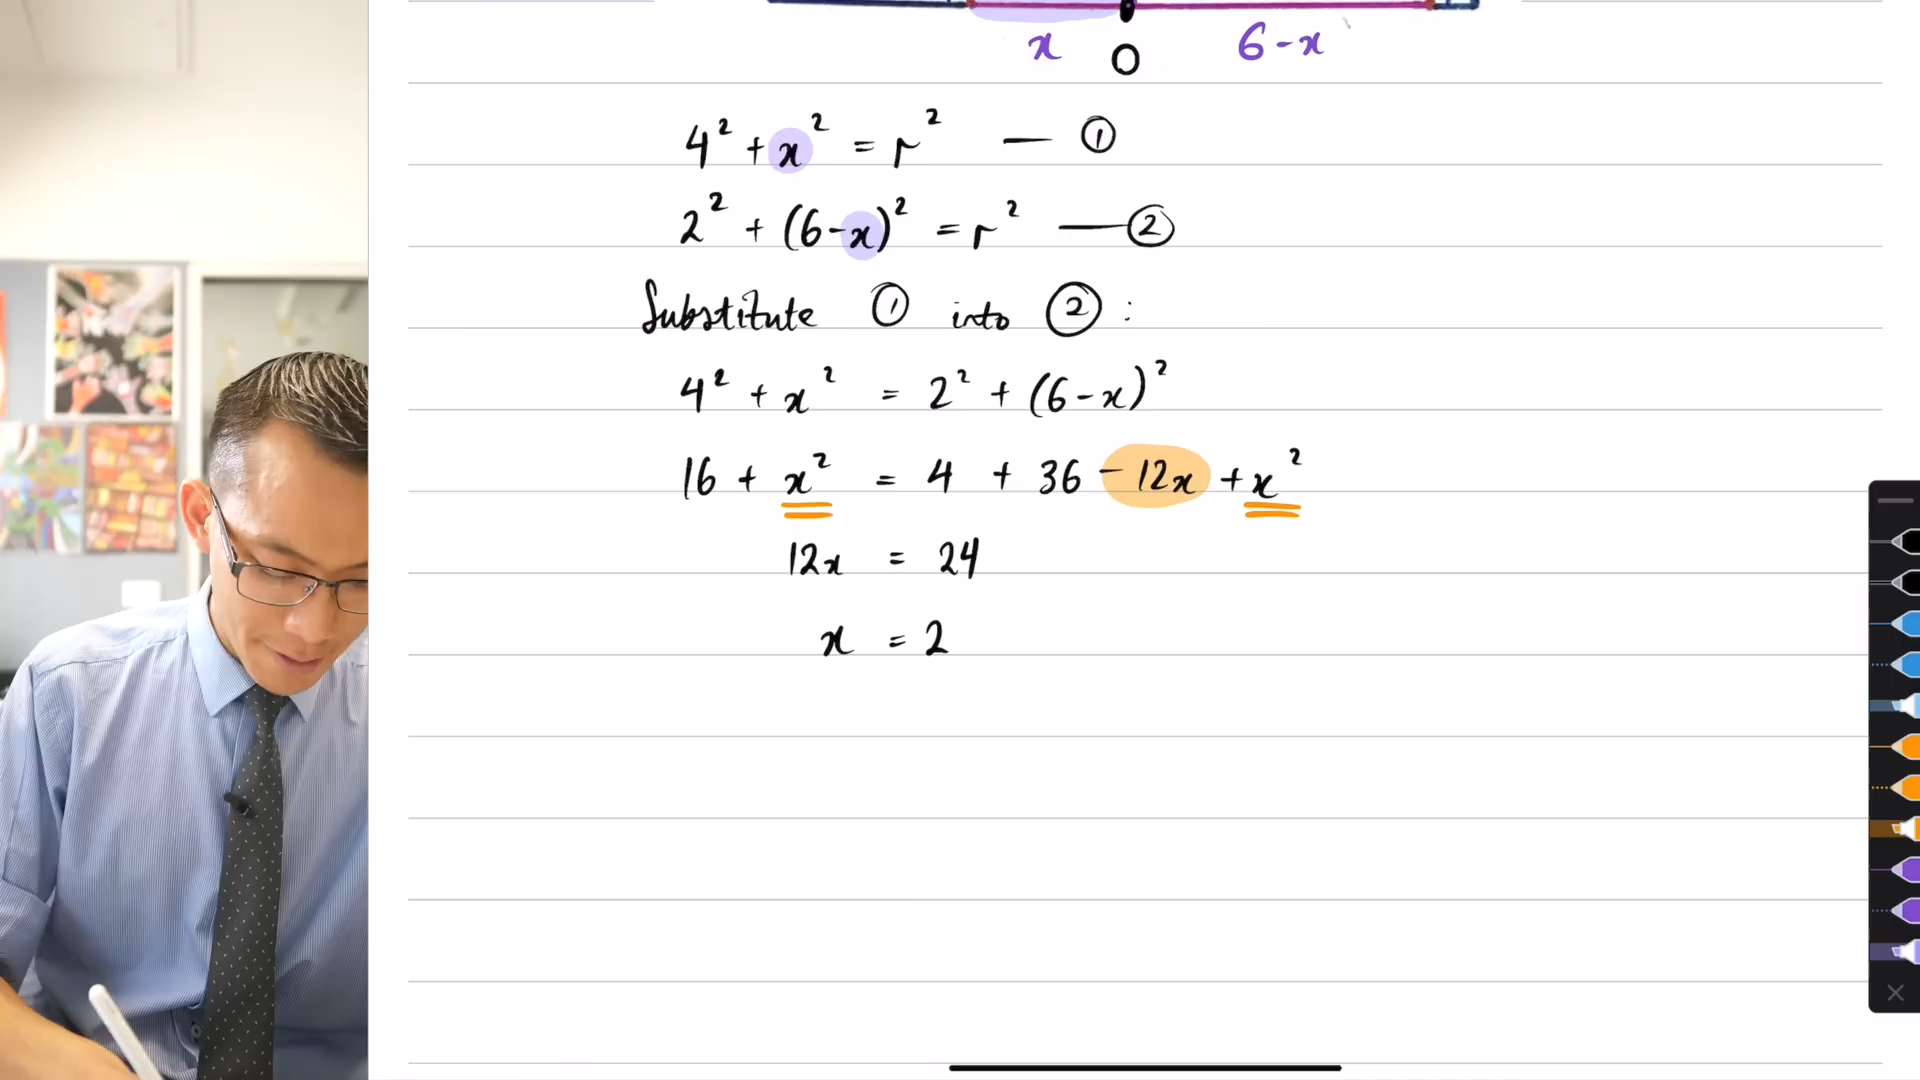 x O 6-x
4² + x² = r² — ①
2² + (6-x)² = r² — ②
Substitute ① into ② :
4² + x² = 2² + (6-x)²
16 + x² = 4 + 36 - 12x + x²
12x = 24
x = 2